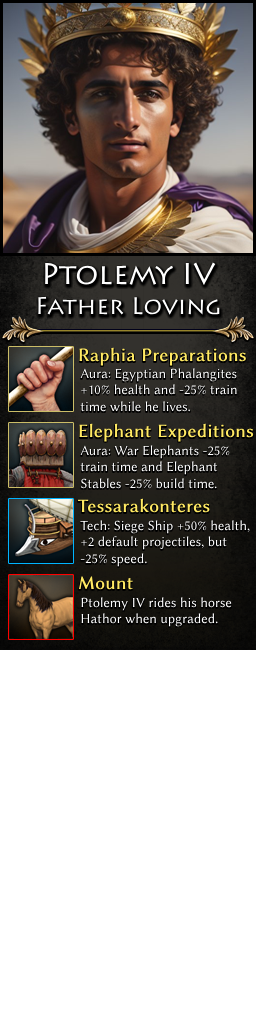 Ptolemy IV
Father Loving
Raphia Preparations
Aura: Egyptian Phalangites
+10% health and -25% train
time while he lives.
Elephant Expeditions
Aura: War Elephants -25%
train time and Elephant
Stables -25% build time.
Tessarakonteres
Tech: Siege Ship +50% health,
+2 default projectiles, but
-25% speed.
Mount
Ptolemy IV rides his horse
Hathor when upgraded.